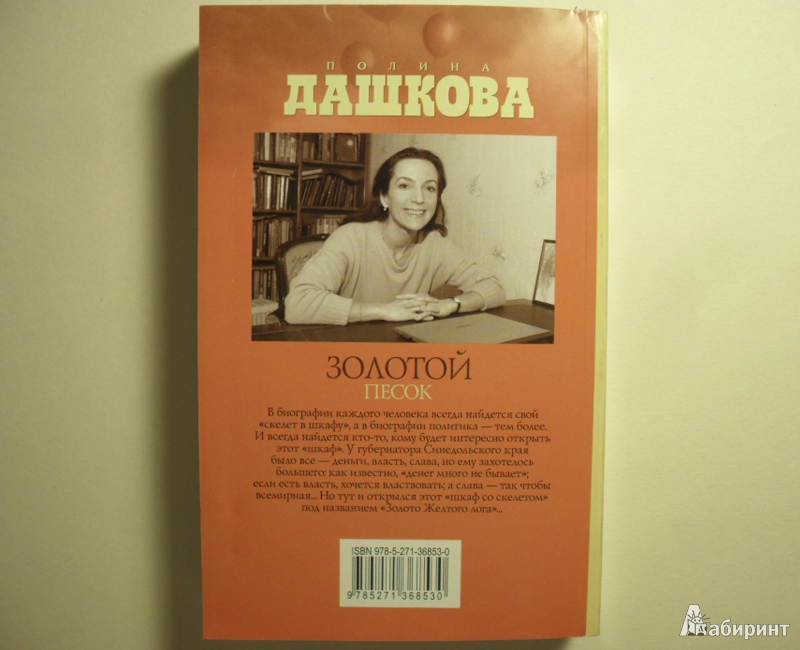 ПОЛИНА
ДАШКОВА
ЗОЛОТОЙ
ПЕСОК
В биографии каждого человека всегда найдется свой
«скелет в шкафу», а в биографии политика — тем более.
И всегда найдется кто-то, кому будет интересно открыть
этот «шкаф». У губернатора Синедольского края
было все — деньги, власть, слава, но ему захотелось
большего: как известно, «денег много не бывает»;
если есть власть, хочется властвовать; а слава — так чтобы
всемирная... Но тут и открылся этот «шкаф со скелетом»
под названием «Золото Желтого лога»...
ISBN 978-5-271-36853-0
9 785271 368530
Лабиринт